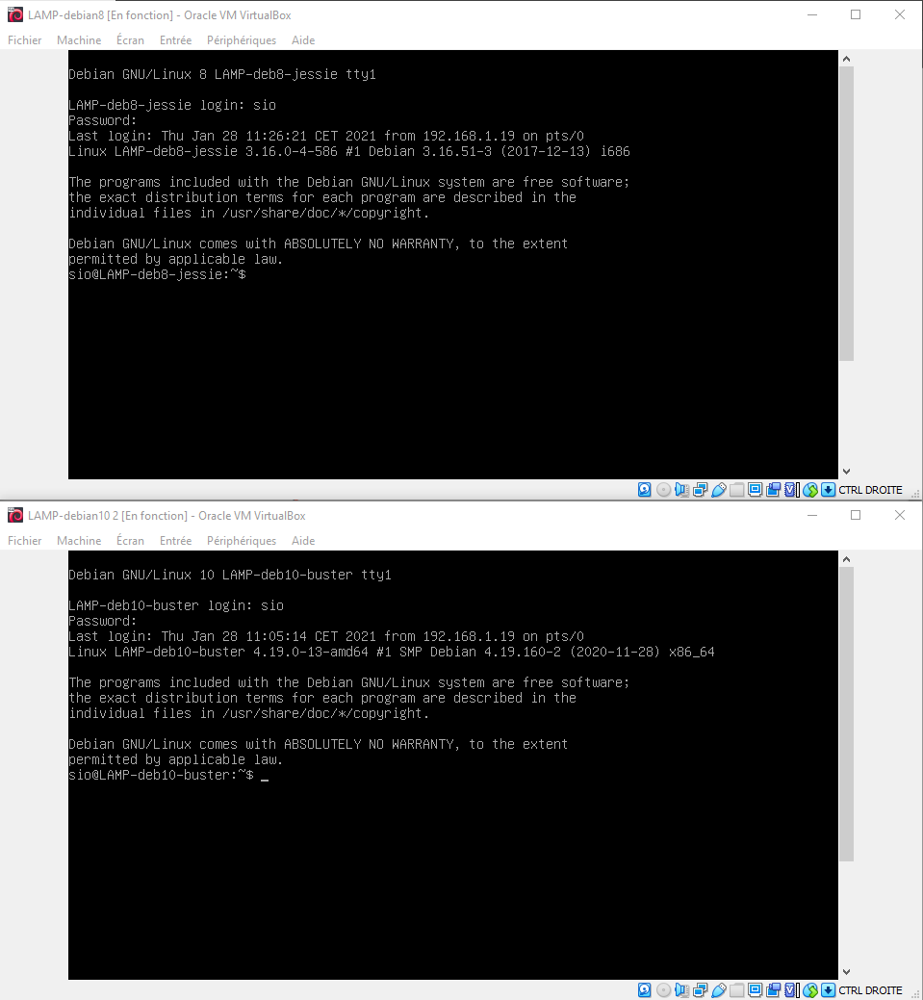 LAMP-debian8 [En fonction] - Oracle VM VirtualBox
Fichier Machine Écran Entrée Périphériques Aide
Debian GNU/Linux 8 LAMP-deb8-jessie tty1
LAMP-deb8-jessie login: sio
Password:
Last login: Thu Jan 28 11:26:21 CET 2021 from 192.168.1.19 on pts/0
Linux LAMP-deb8-jessie 3.16.0-4-586 #1 Debian 3.16.51-3 (2017-12-13) i686
The programs included with the Debian GNU/Linux system are free software;
the exact distribution terms for each program are described in the
individual files in /usr/share/doc/*/copyright.
Debian GNU/Linux comes with ABSOLUTELY NO WARRANTY, to the extent
permitted by applicable law.
sio@LAMP-deb8-jessie:~$
CTRL DROITE
LAMP-debian10 2 [En fonction] - Oracle VM VirtualBox
Fichier Machine Écran Entrée Périphériques Aide
Debian GNU/Linux 10 LAMP-deb10-buster tty1
LAMP-deb10-buster login: sio
Password:
Last login: Thu Jan 28 11:05:14 CET 2021 from 192.168.1.19 on pts/0
Linux LAMP-deb10-buster 4.19.0-13-amd64 #1 SMP Debian 4.19.160-2 (2020-11-28) x86_64
The programs included with the Debian GNU/Linux system are free software;
the exact distribution terms for each program are described in the
individual files in /usr/share/doc/*/copyright.
Debian GNU/Linux comes with ABSOLUTELY NO WARRANTY, to the extent
permitted by applicable law.
sio@LAMP-deb10-buster:~$ _
CTRL DROITE